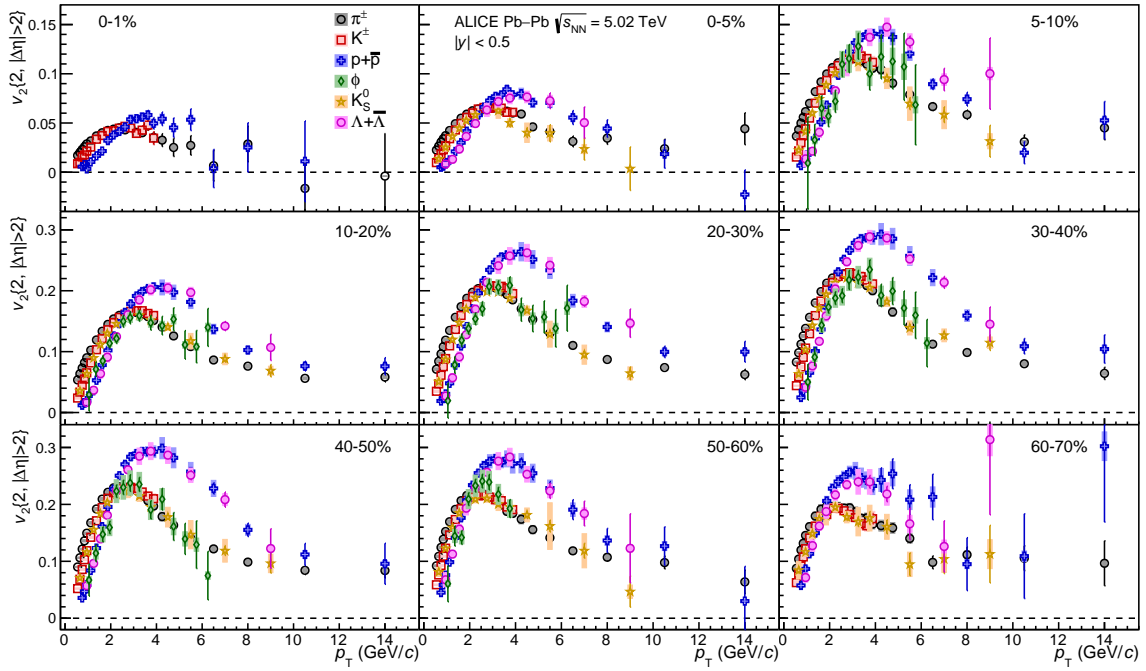 0-1%
π±
K±
p+p̅
ϕ
K⁰S
Λ+Λ̅
ALICE Pb–Pb √sNN = 5.02 TeV
|y| < 0.5
0-5%
5-10%
v2{2, |Δη|>2}
0.15
0.1
0.05
0
10-20%
20-30%
30-40%
v2{2, |Δη|>2}
0.3
0.2
0.1
0
40-50%
50-60%
60-70%
v2{2, |Δη|>2}
0.3
0.2
0.1
0
0 2 4 6 8 10 12 14
pT (GeV/c)
0 2 4 6 8 10 12 14
pT (GeV/c)
0 2 4 6 8 10 12 14
pT (GeV/c)